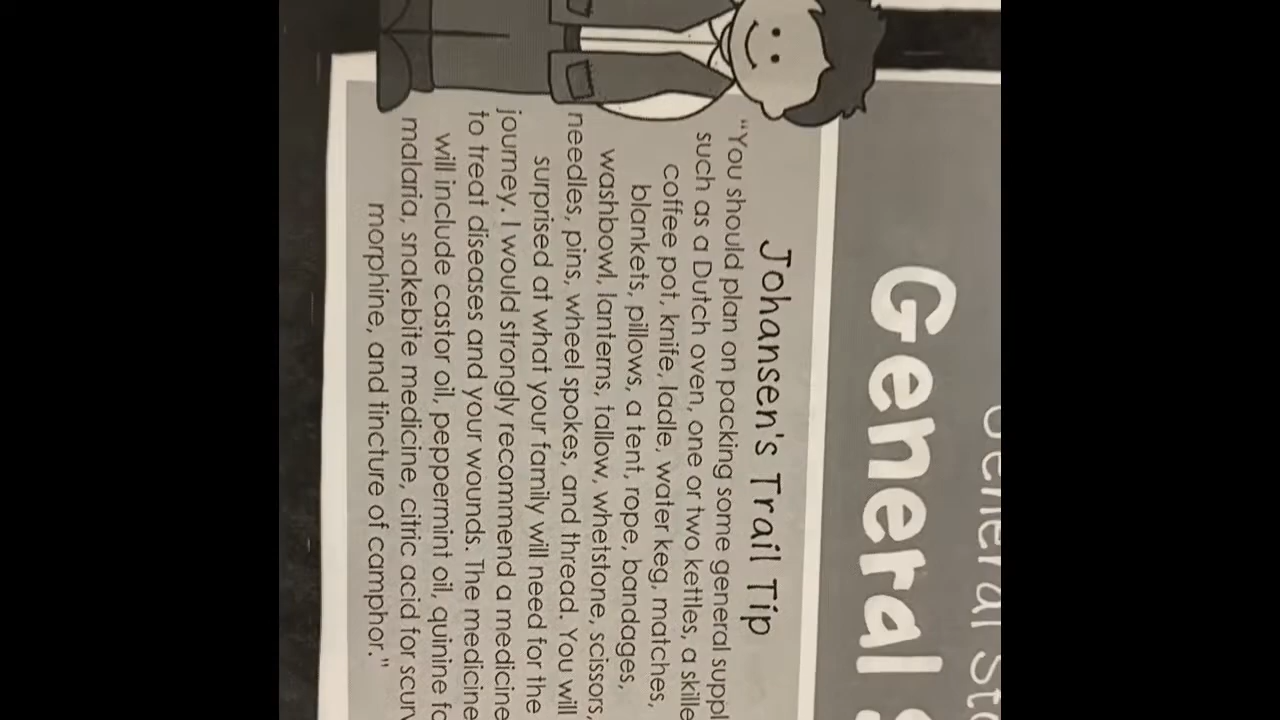 General
General
Johansen's Trail Tip
"You should plan on packing some general
such as a Dutch oven, one or two kettles, a
coffee pot, knife, ladle, water keg, matches,
blankets, pillows, a tent, rope, bandages,
washbowl, lanterns, tallow, whetstone, scissors,
needles, pins, wheel spokes, and thread. You will
surprised at what your family will need for the
journey. I would strongly recommend a medicine
to treat diseases and your wounds. The medicine
will include castor oil, peppermint oil, quinine
malaria, snakebite medicine, citric acid for
morphine, and tincture of camphor."